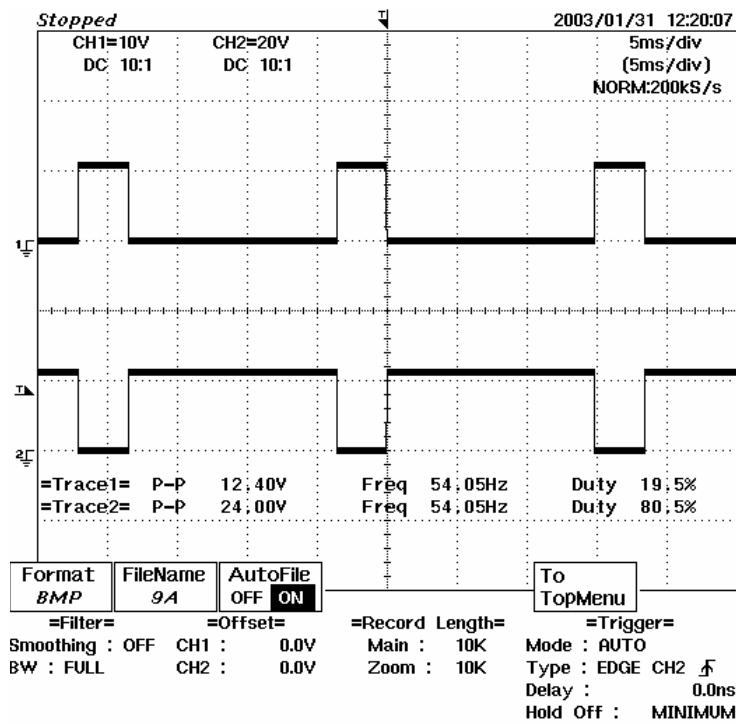 Stopped T 2003/01/31 12:20:07
CH1=10V CH2=20V 5ms/div
DC 10:1 DC 10:1 (5ms/div)
NORM:200kS/s
1
T
2
=Trace1= P-P 12.40V Freq 54.05Hz Duty 19.5%
=Trace2= P-P 24.00V Freq 54.05Hz Duty 80.5%
Format FileName AutoFile To
BMP 9A OFF ON TopMenu
=Filter= =Offset= =Record Length= =Trigger=
Smoothing : OFF CH1 : 0.0V Main : 10K Mode : AUTO
BW : FULL CH2 : 0.0V Zoom : 10K Type : EDGE CH2
Delay : 0.0ns
Hold Off : MINIMUM